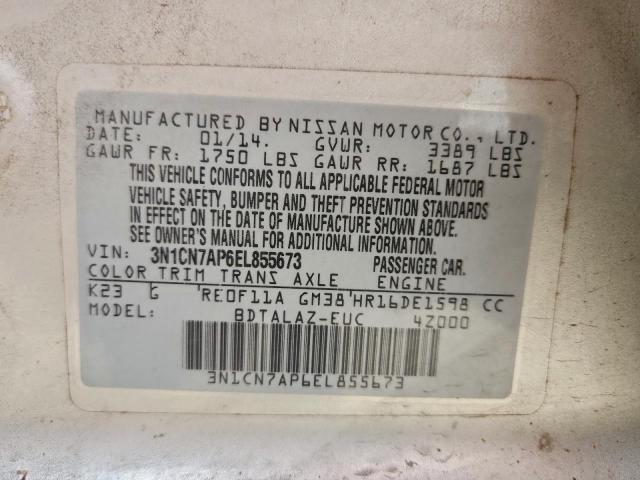 MANUFACTURED BY NISSAN MOTOR CO., LTD.
DATE: 01/14. GVWR: 3389 LBS
GAWR FR: 1750 LBS GAWR RR: 1687 LBS
THIS VEHICLE CONFORMS TO ALL APPLICABLE FEDERAL MOTOR
VEHICLE SAFETY, BUMPER AND THEFT PREVENTION STANDARDS
IN EFFECT ON THE DATE OF MANUFACTURE SHOWN ABOVE.
SEE OWNER'S MANUAL FOR ADDITIONAL INFORMATION.
VIN: 3N1CN7AP6EL855673 PASSENGER CAR.
COLOR TRIM TRANS AXLE ENGINE
K23 G 'RE0F11A GM38'HR16DE1598 CC
MODEL: BDTALAZ-EUC 4Z000
3N1CN7AP6EL855673